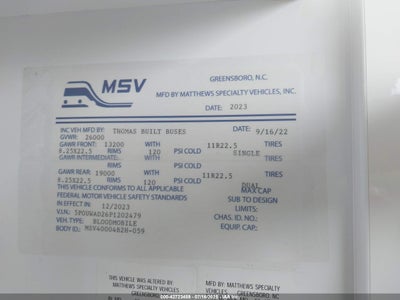 MSV
GREENSBORO, N.C.
MFD BY MATTHEWS SPECIALTY VEHICLES, INC.
DATE: 2023
INC VEH MFD BY: THOMAS BUILT BUSES DATE: 9/16/22
GVWR: 26000
GAWR FRONT: 13200 WITH 11R22.5 TIRES
8.25X22.5 RIMS 120 PSI COLD SINGLE
GAWR INTERMEDIATE: WITH TIRES
RIMS PSI COLD
GAWR REAR: 19000 WITH 11R22.5 TIRES
8.25X22.5 RIMS 120 PSI COLD DUAL
THIS VEHICLE CONFORMS TO ALL APPLICABLE MAX CAP
FEDERAL MOTOR VEHICLE SAFETY STANDARDS SUB TO DESIGN
IN EFFECT IN 12/2023 LIMITS:
V.I.N.: CHAS. ID NO.:
VEH. TYPE: BLOODMOBILE EQUIP. CAP.:
BODY ID: 
THIS VEHICLE WAS ALTERED BY
MATTHEWS SPECIALTY VEHICLES
GREENSBORO